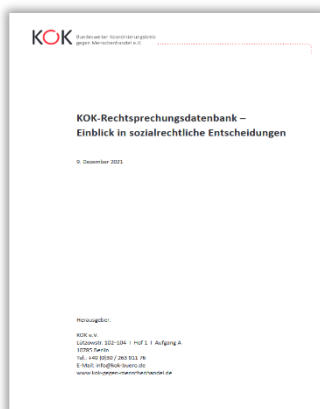 KOK Bundesweiter Koordinierungskreis
gegen Menschenhandel e.V.
KOK-Rechtsprechungsdatenbank –
Einblick in sozialrechtliche Entscheidungen
9. Dezember 2021
Herausgeber:
KOK e.V.
Lützowstr. 102–104 I Hof 1 I Aufgang A
10785 Berlin
Tel.: +49 (0)30 / 263 911 76
E-Mail: info@kok-buero.de
www.kok-gegen-menschenhandel.de